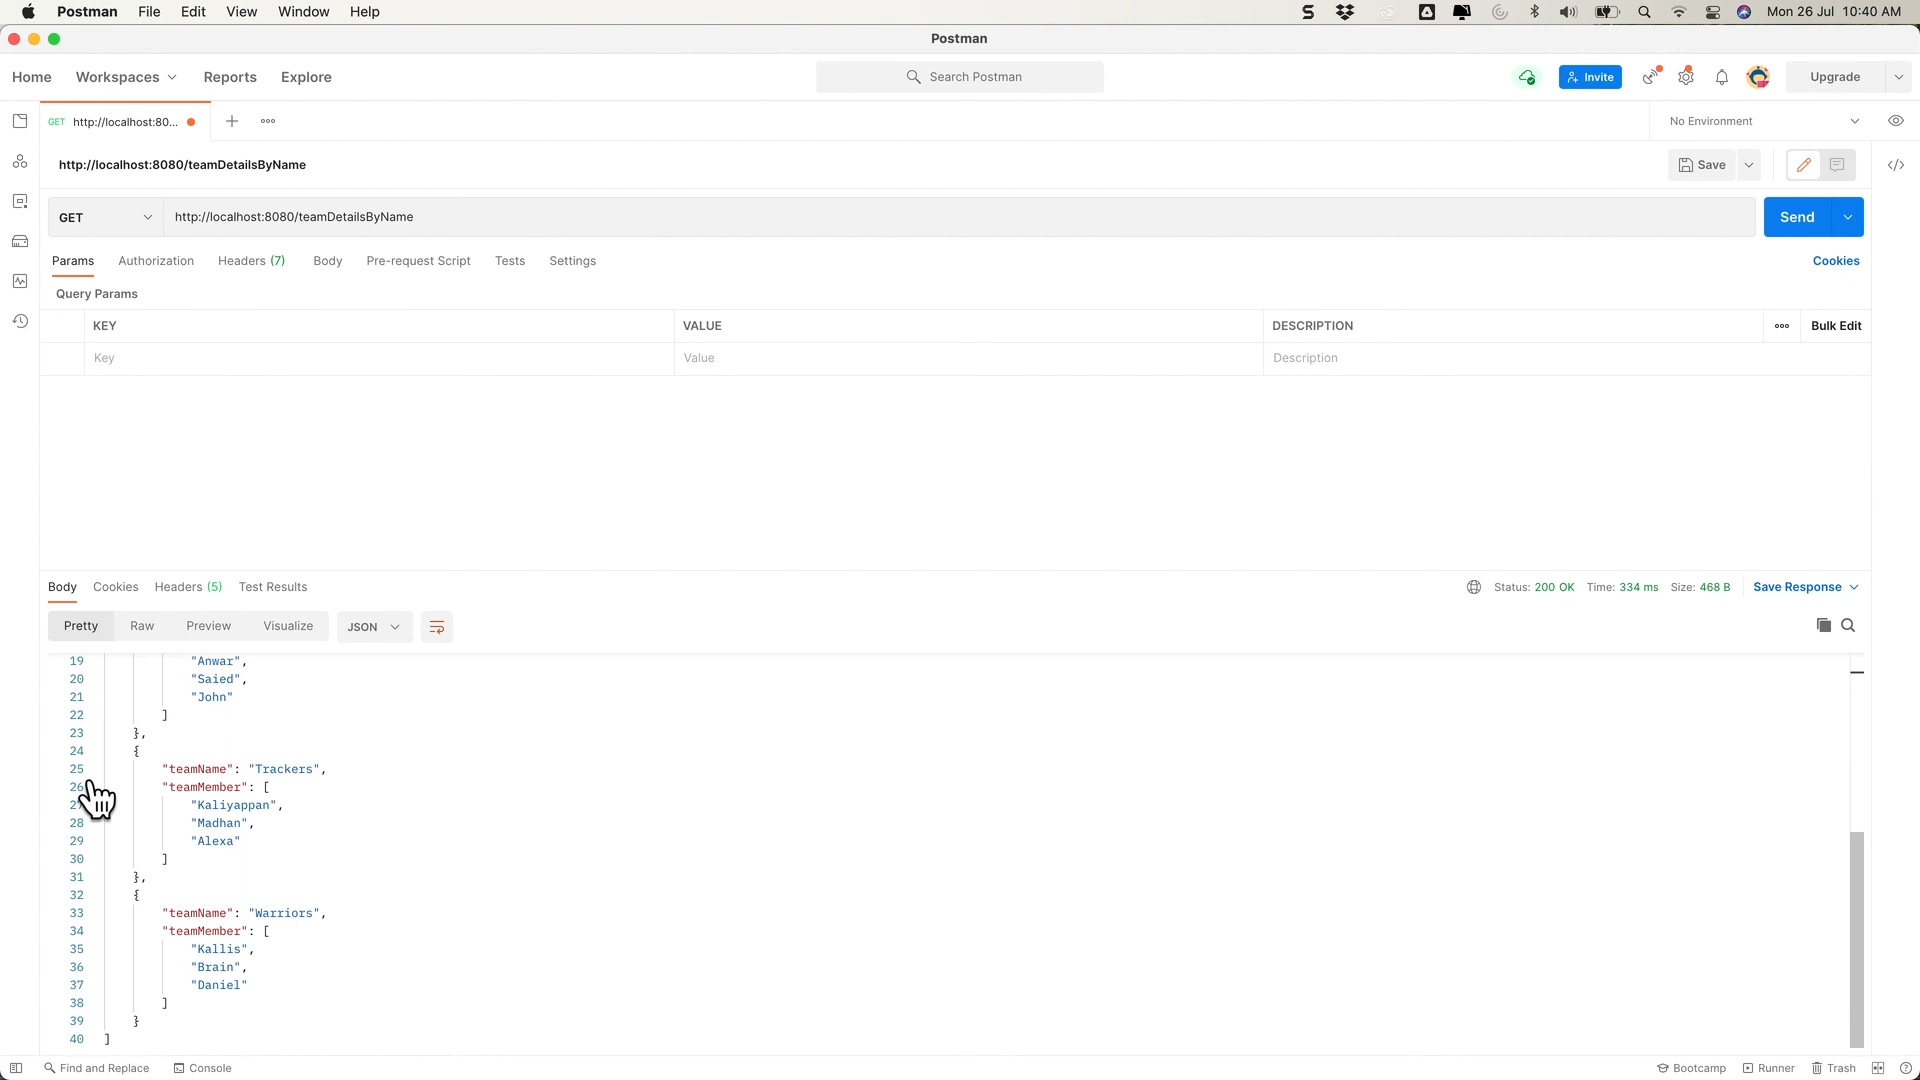 Postman File Edit View Window Help Mon 26 Jul 10:40 AM
Postman
Home Workspaces Reports Explore Search Postman Invite Upgrade
GET http://localhost:80... No Environment
http://localhost:8080/teamDetailsByName Save
GET http://localhost:8080/teamDetailsByName Send
Params Authorization Headers (7) Body Pre-request Script Tests Settings Cookies
Query Params
KEY VALUE DESCRIPTION Bulk Edit
Key Value Description
Body Cookies Headers (5) Test Results Status: 200 OK Time: 334 ms Size: 468 B Save Response
Pretty Raw Preview Visualize JSON
19 "Anwar",
20 "Saied",
21 "John"
22 ]
23 },
24 {
25 "teamName": "Trackers",
26 "teamMember": [
27 "Kaliyappan",
28 "Madhan",
29 "Alexa"
30 ]
31 },
32 {
33 "teamName": "Warriors",
34 "teamMember": [
35 "Kallis",
36 "Brain",
37 "Daniel"
38 ]
39 }
40 ]
Find and Replace Console Bootcamp Runner Trash